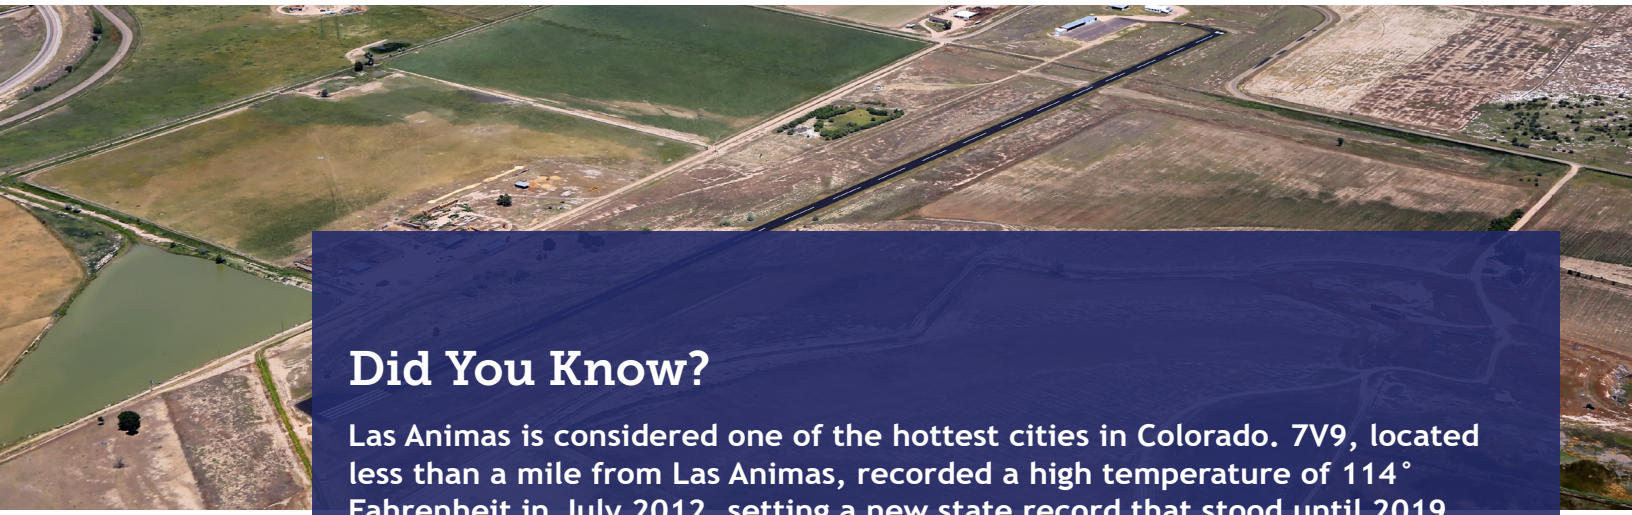 Did You Know?
Las Animas is considered one of the hottest cities in Colorado. 7V9, located
less than a mile from Las Animas, recorded a high temperature of 114°
Fahrenheit in July 2012, setting a new state record that stood until 2019